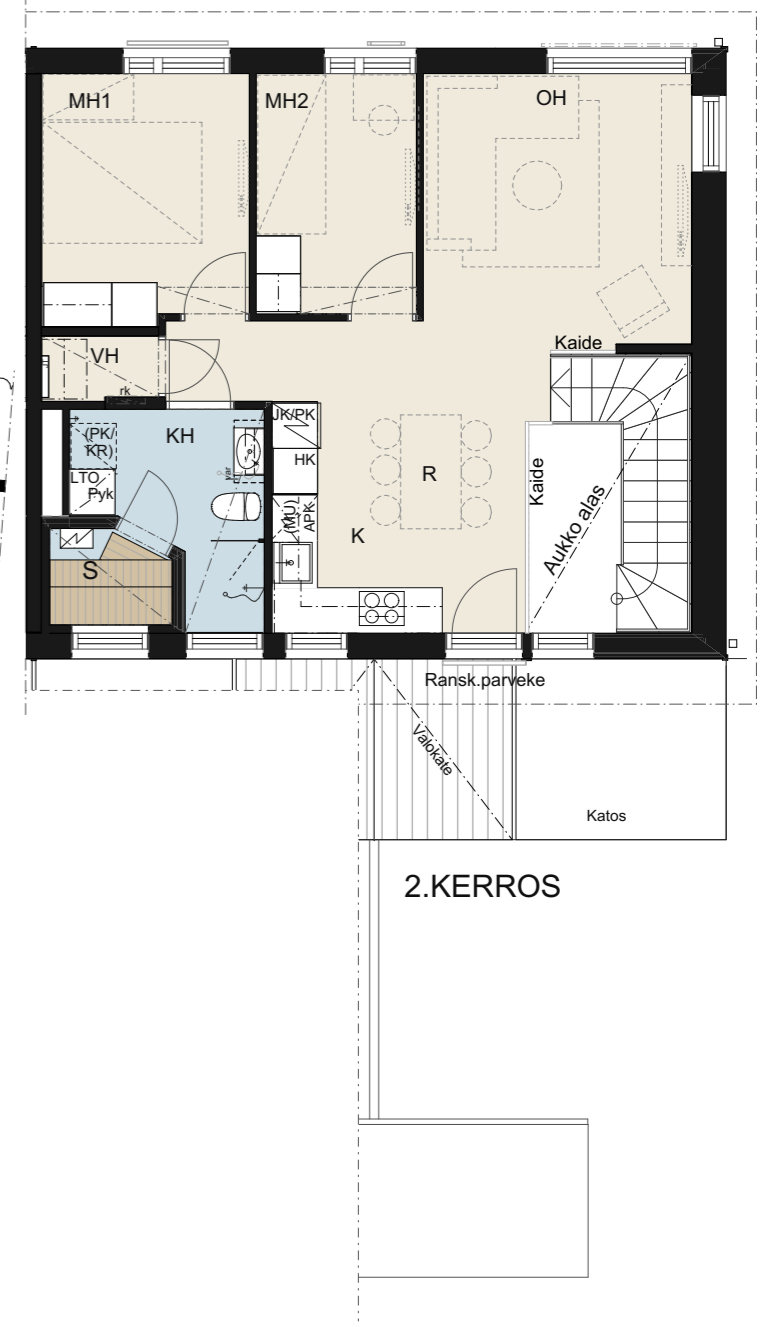 MH1
MH2
OH
Kaide
VH
rk
JK/PK
(PK/
KR)
KH
HK
LTO
Pyk
var
(MU)
APK
R
K
Kaide
Aukko alas
S
Ransk.parveke
Valokate
Katos
2.KERROS